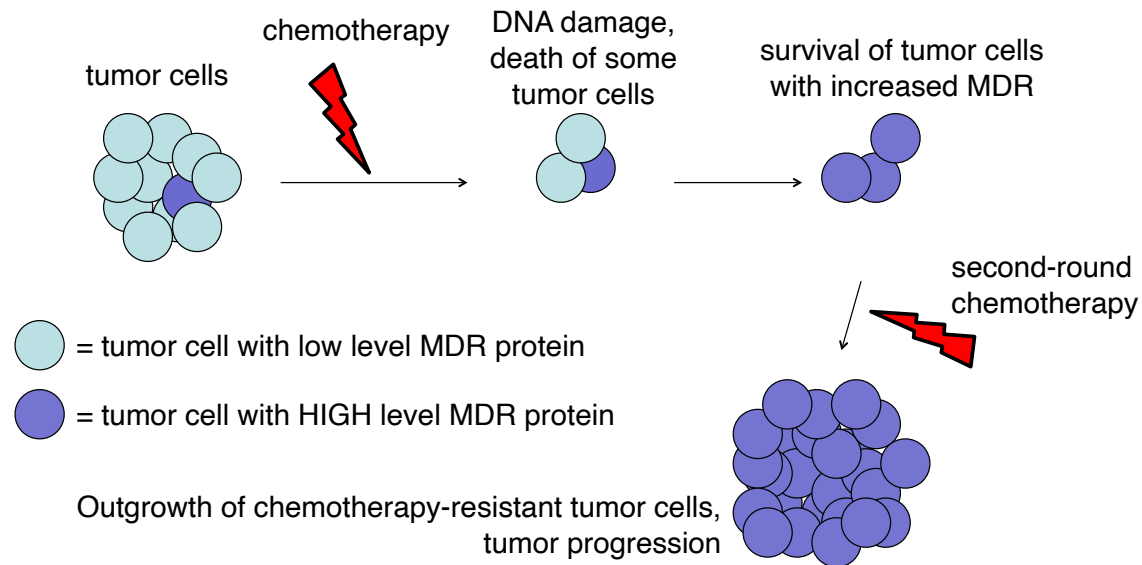 tumor cells
chemotherapy
DNA damage,
death of some
tumor cells
survival of tumor cells
with increased MDR
second-round
chemotherapy
= tumor cell with low level MDR protein
= tumor cell with HIGH level MDR protein
Outgrowth of chemotherapy-resistant tumor cells,
tumor progression